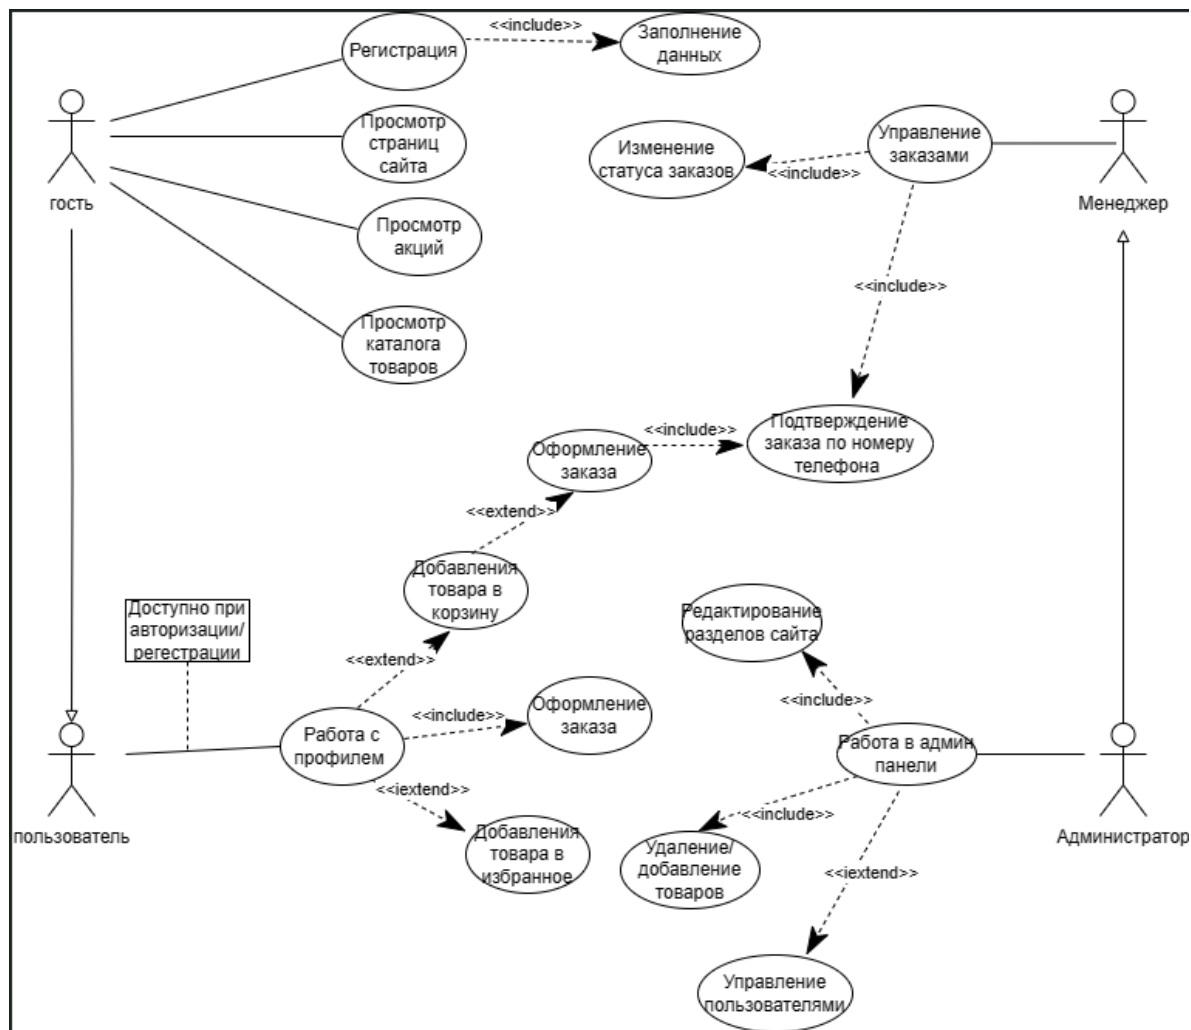 <<include>>
Регистрация
Заполнение
данных
Просмотр
страниц
сайта
гость
Изменение
статуса заказов
<<include>>
Управление
заказами
Менеджер
Просмотр
акций
<<include>>
Просмотр
каталога
товаров
Оформление
заказа
<<include>>
Подтверждение
заказа по номеру
телефона
<<extend>>
Добавления
товара в
корзину
Доступно при
авторизации/
регестрации
<<extend>>
Редактирование
разделов сайта
<<include>>
Работа с
профилем
<<include>>
Оформление
заказа
Работа в админ
панели
пользователь
<<iextend>>
Добавления
товара в
избранное
<<include>>
Удаление/
добавление
товаров
Администратор
<<iextend>>
Управление
пользователями